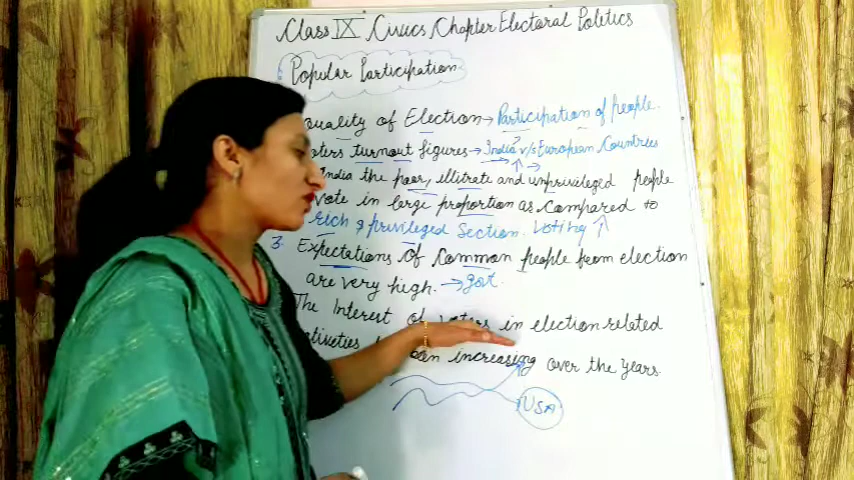 Class IX Civics Chapter Electoral Politics
Popular Participation
uality of Election → Participation of people.
oters turnout figures → India v/s European Countries
India the poor, illitrate and unprivileged people
vote in large proportion as compared to
rich & privileged Section. Voting ↑
3. Expectations of Common people from election
are very high. → govt.
The Interest of voters in election related
been increasing over the years.
USA